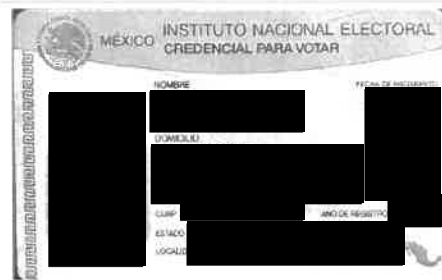 MÉXICO INSTITUTO NACIONAL ELECTORAL
CREDENCIAL PARA VOTAR
NOMBRE FECHA DE NACIMIENTO
DOMICILIO
CURP AÑO DE REGISTRO
ESTADO
LOCALID